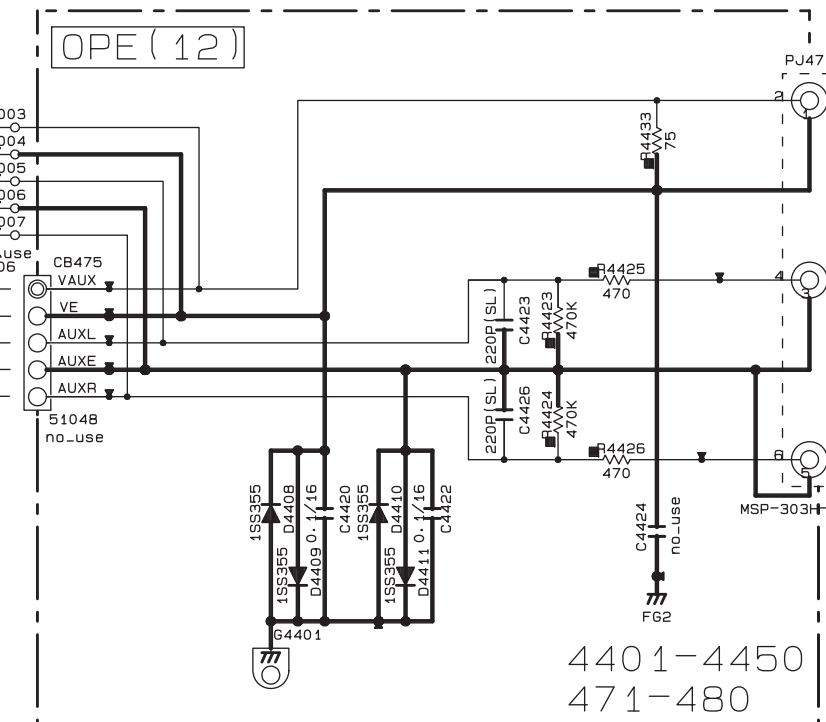 OPE(12)
PJ47
003
004
005
006
007
use
06
CB475
VAUX
VE
AUXL
AUXE
AUXR
51048
no_use
2
1
R4433
75
4
3
R4425
470
220P(SL)
C4423
R4423
470K
220P(SL)
C4426
R4424
470K
R4426
470
6
5
MSP-303H
1SS355
D4408
1SS355
D4409
0.1/16
C4420
1SS355
D4410
1SS355
D4411
0.1/16
C4422
C4424
no_use
FG2
G4401
4401-4450
471-480